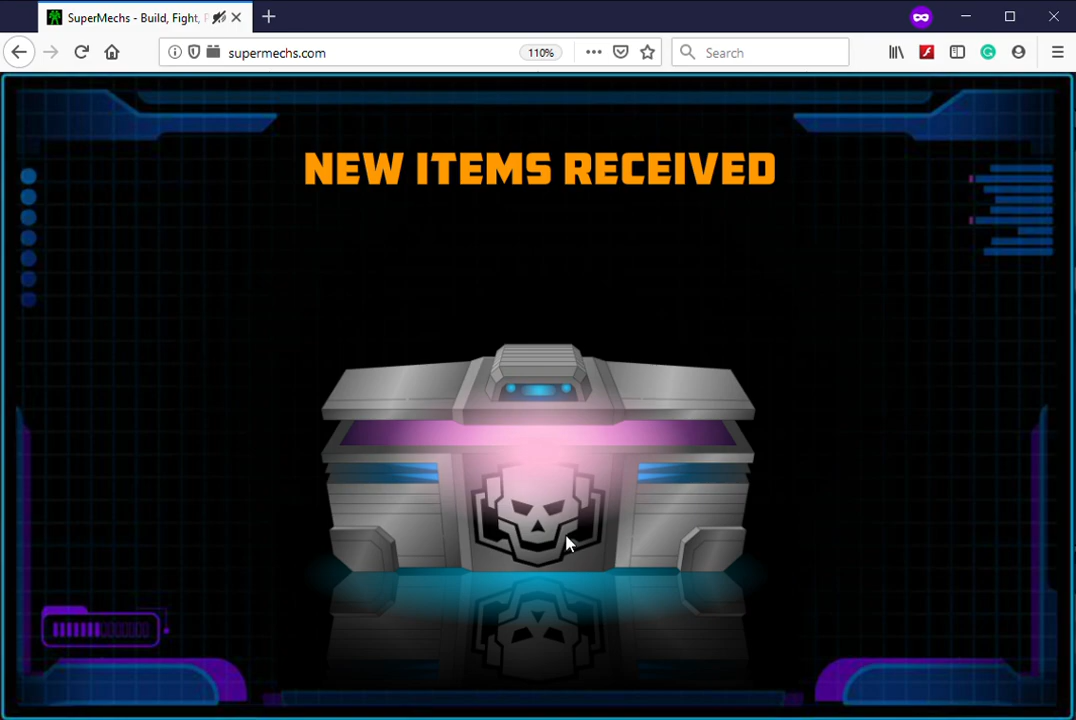 SuperMechs - Build, Fight,
supermechs.com
110%
Search
NEW ITEMS RECEIVED